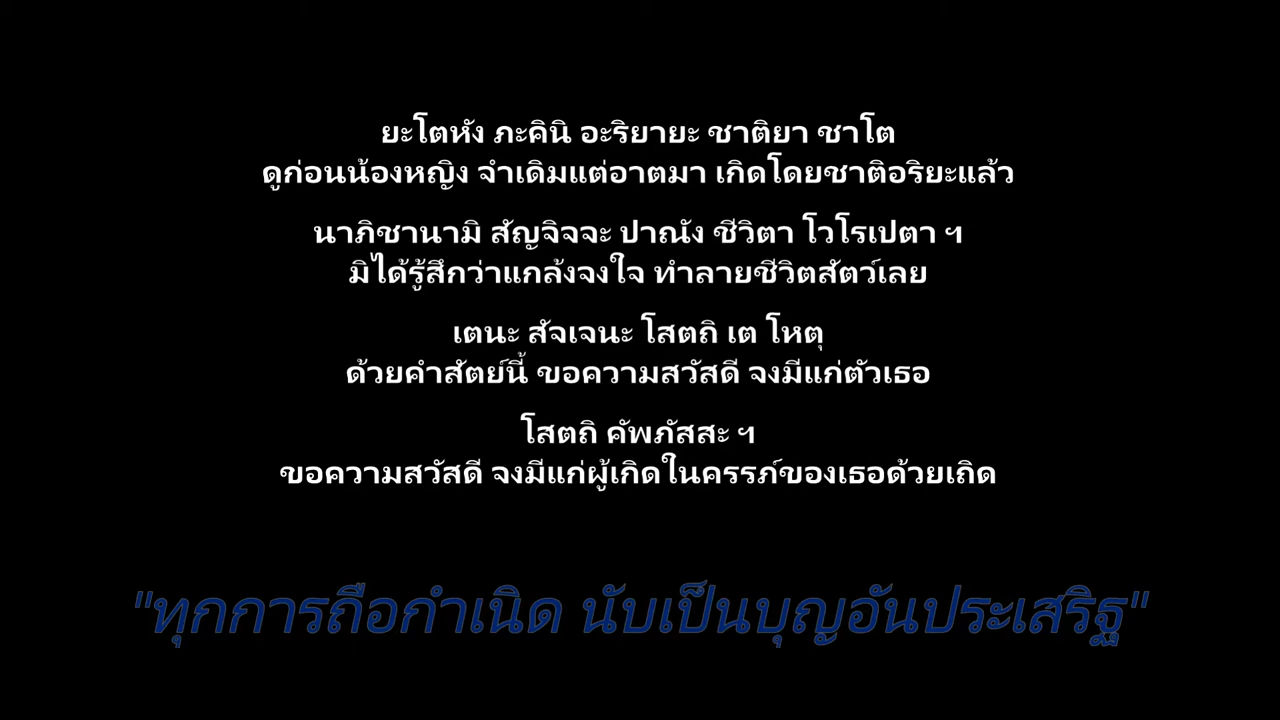 ยะโตหัง ภะคินิ อะริยายะ ชาติยา ชาโต
ดูก่อนน้องหญิง จำเดิมแต่อาตมา เกิดโดยชาติอริยะแล้ว
นาภิชานามิ สัญจิจจะ ปาณัง ชีวิตา โวโรเปตา ฯ
มิได้รู้สึกว่าแกล้งจงใจ ทำลายชีวิตสัตว์เลย
เตนะ สัจเจนะ โสตถิ เต โหตุ
ด้วยคำสัตย์นี้ ขอความสวัสดี จงมีแก่ตัวเธอ
โสตถิ คัพภัสสะ ฯ
ขอความสวัสดี จงมีแก่ผู้เกิดในครรภ์ของเธอด้วยเถิด
"ทุกการถือกำเนิด นับเป็นบุญอันประเสริฐ"